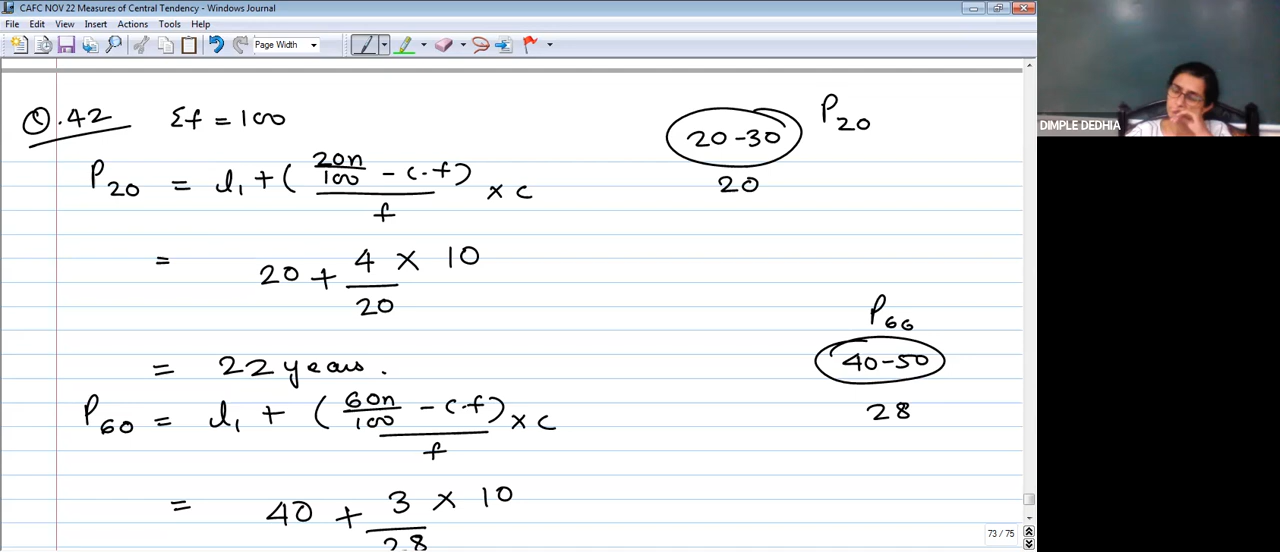 CAFC NOV 22 Measures of Central Tendency - Windows Journal
File Edit View Insert Actions Tools Help
Page Width
Q.42 Σf = 100
20-30 P20
20
P20 = l1 + (20n/100 - c.f)/f × c
= 20 + 4/20 × 10
= 22 years.
P60
40-50
28
P60 = l1 + (60n/100 - c.f)/f × c
= 40 + 3/28 × 10
73 / 75
DIMPLE DEDHIA